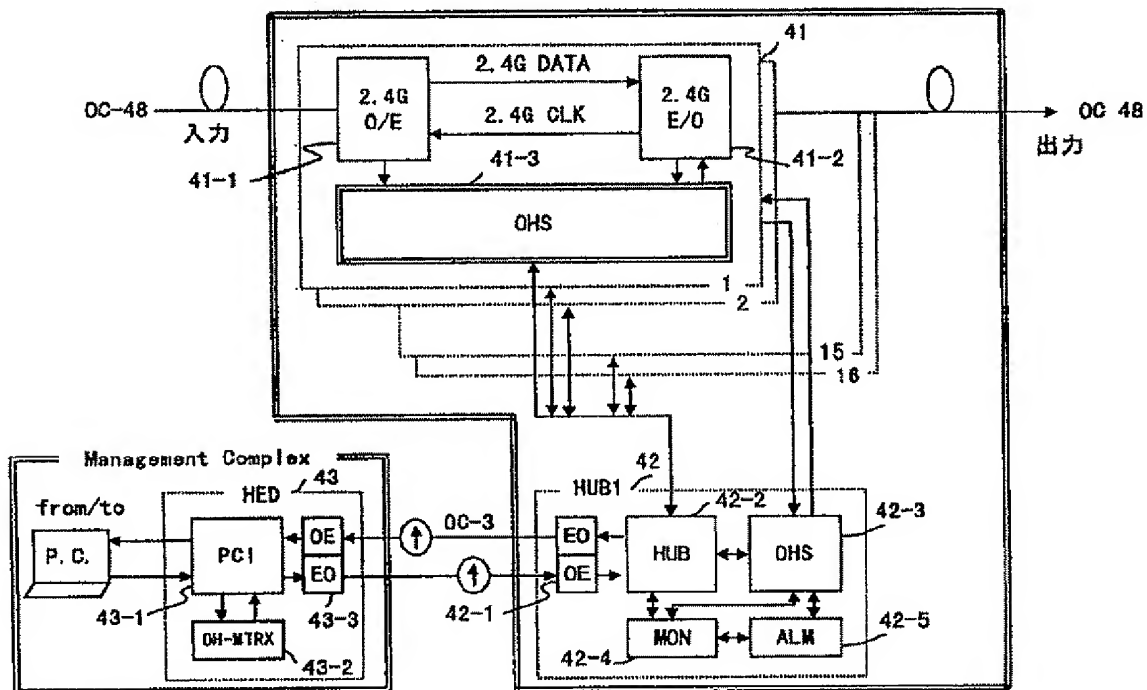 41
2.4G DATA
2.4G
O/E
2.4G
E/O
OC-48
2.4G CLK
OC 48
入力
出力
41-1
41-3
41-2
OHS
1
2
15
16
Management Complex
42
HED
43
HUB1
42-2
from/to
OC-3
42-3
P.C.
PCI
OE
EO
HUB
OHS
EO
OE
43-1
43-3
42-1
OH-MTRX
MON
ALM
42-5
43-2
42-4